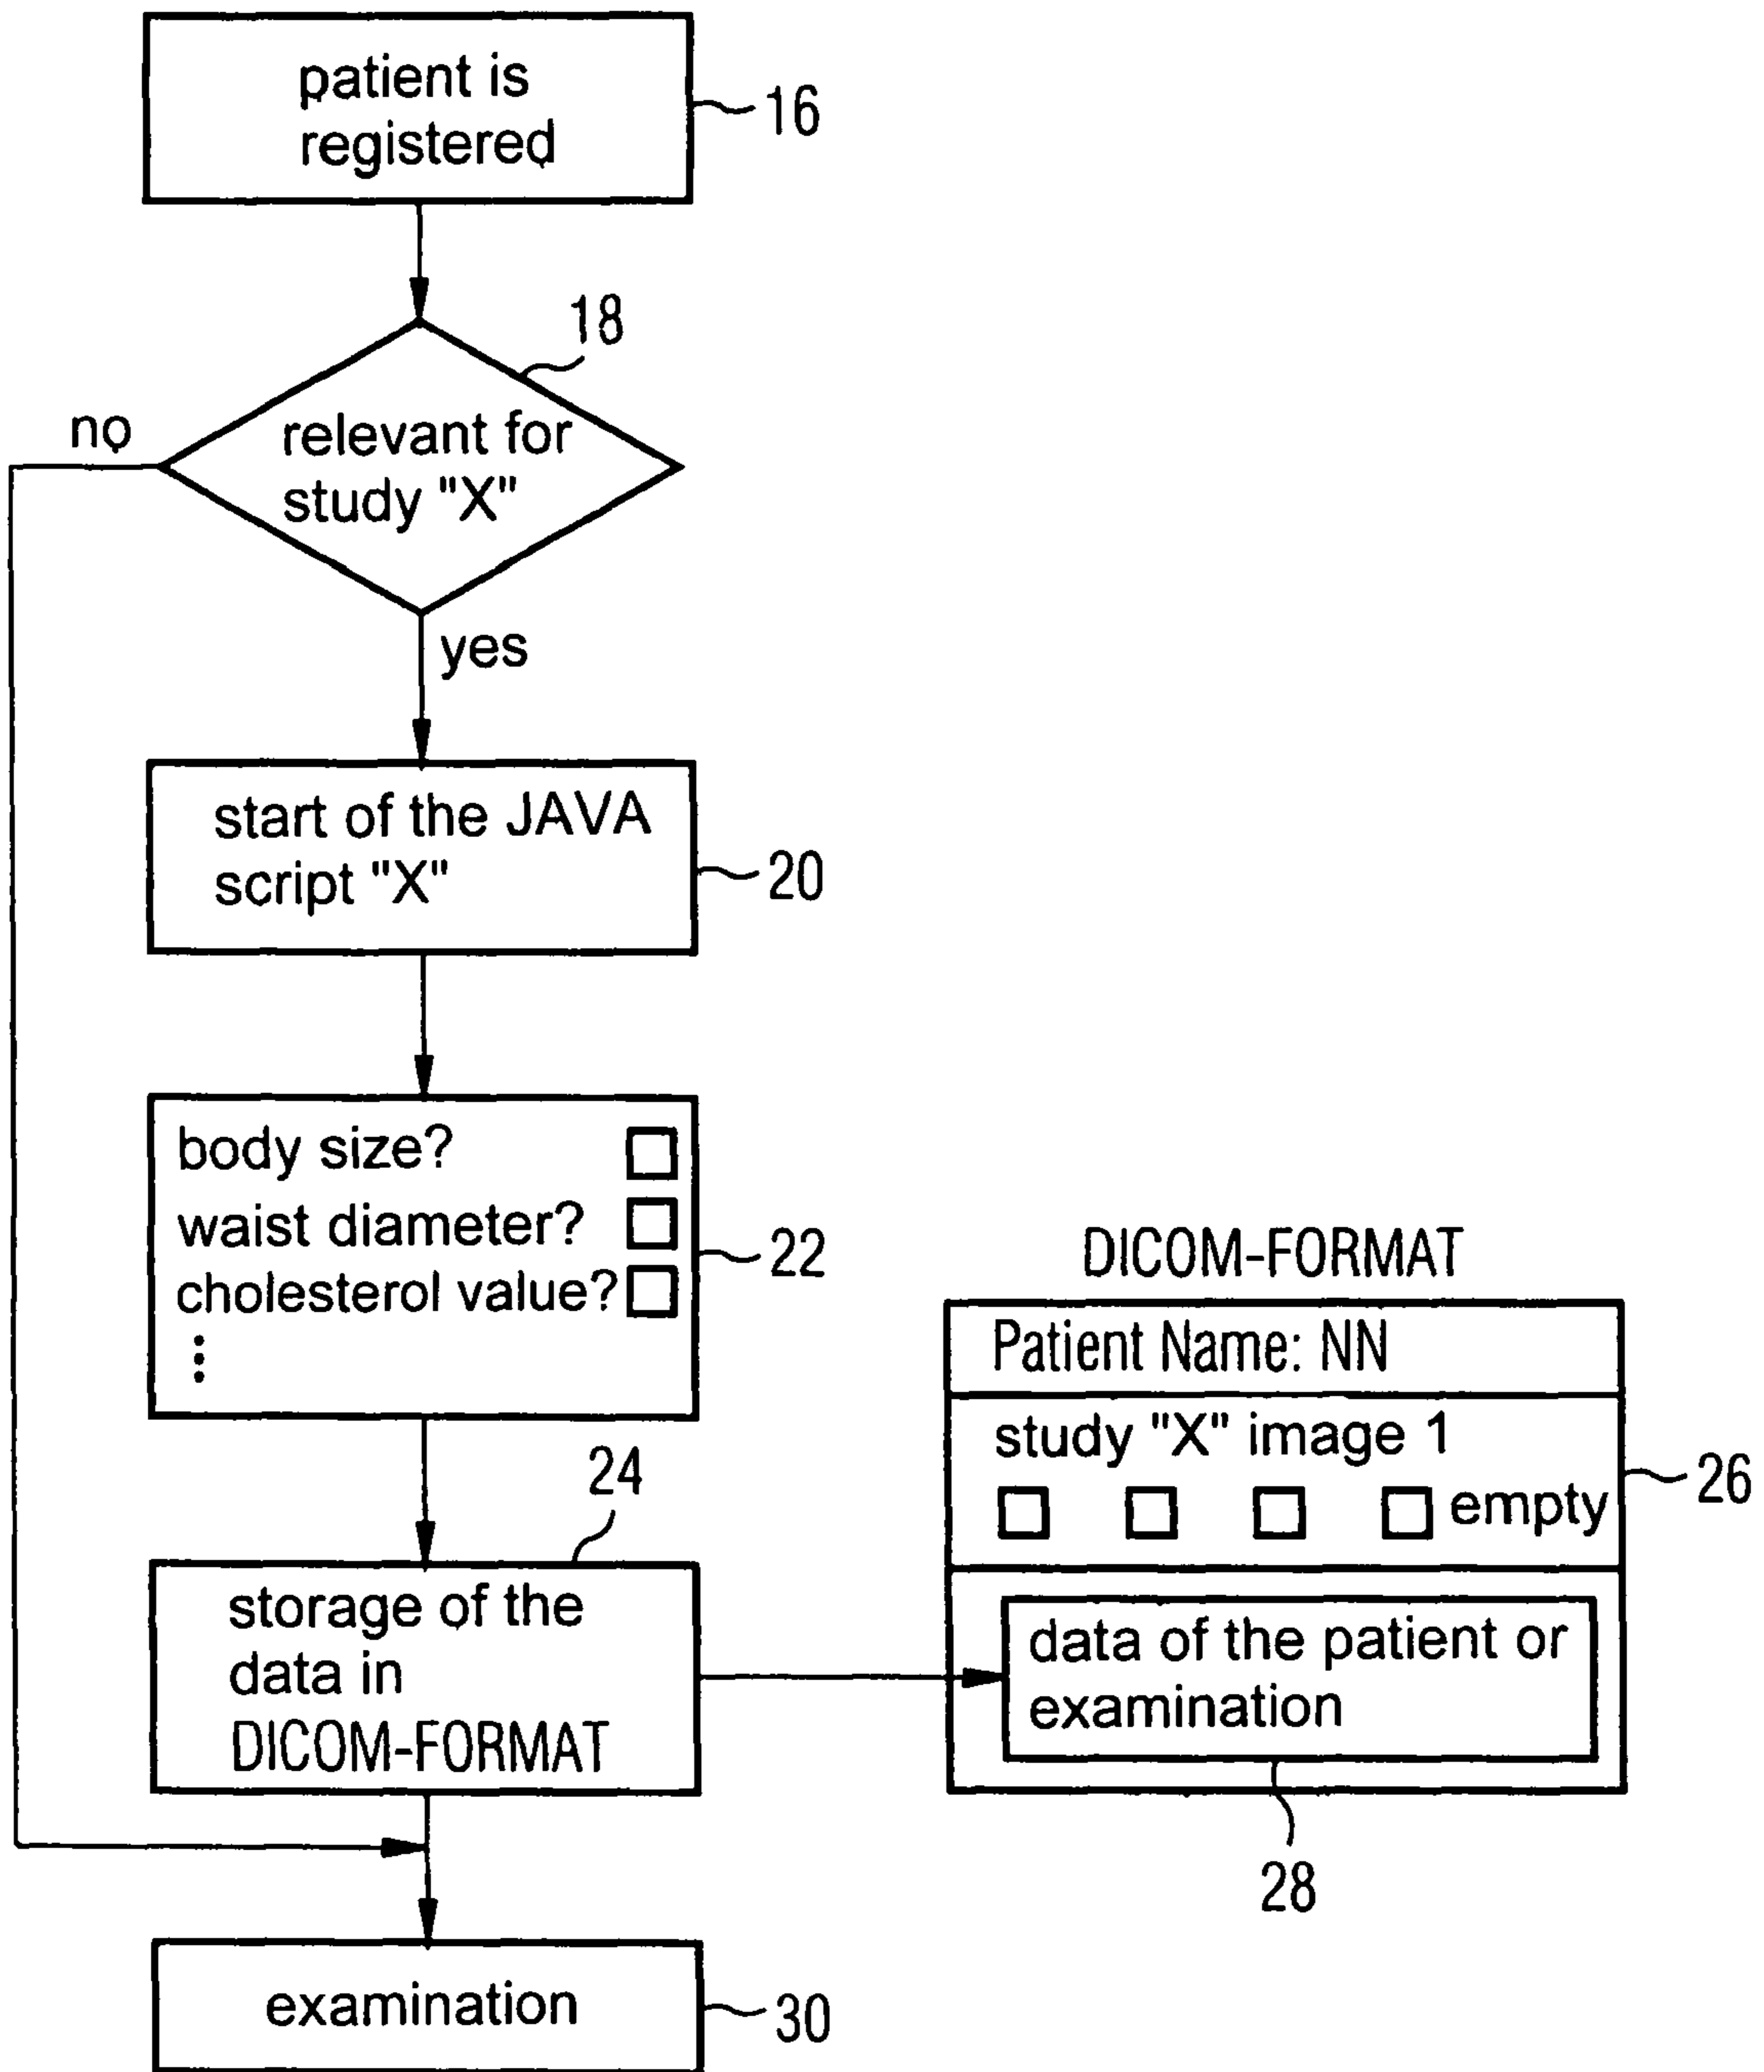 patient is
registered
16
18
no
relevant for
study "X"
yes
start of the JAVA
script "X"
20
body size?
waist diameter?
cholesterol value?
22
24
storage of the
data in
DICOM-FORMAT
DICOM-FORMAT
Patient Name: NN
study "X" image 1
empty
26
data of the patient or
examination
28
examination
30